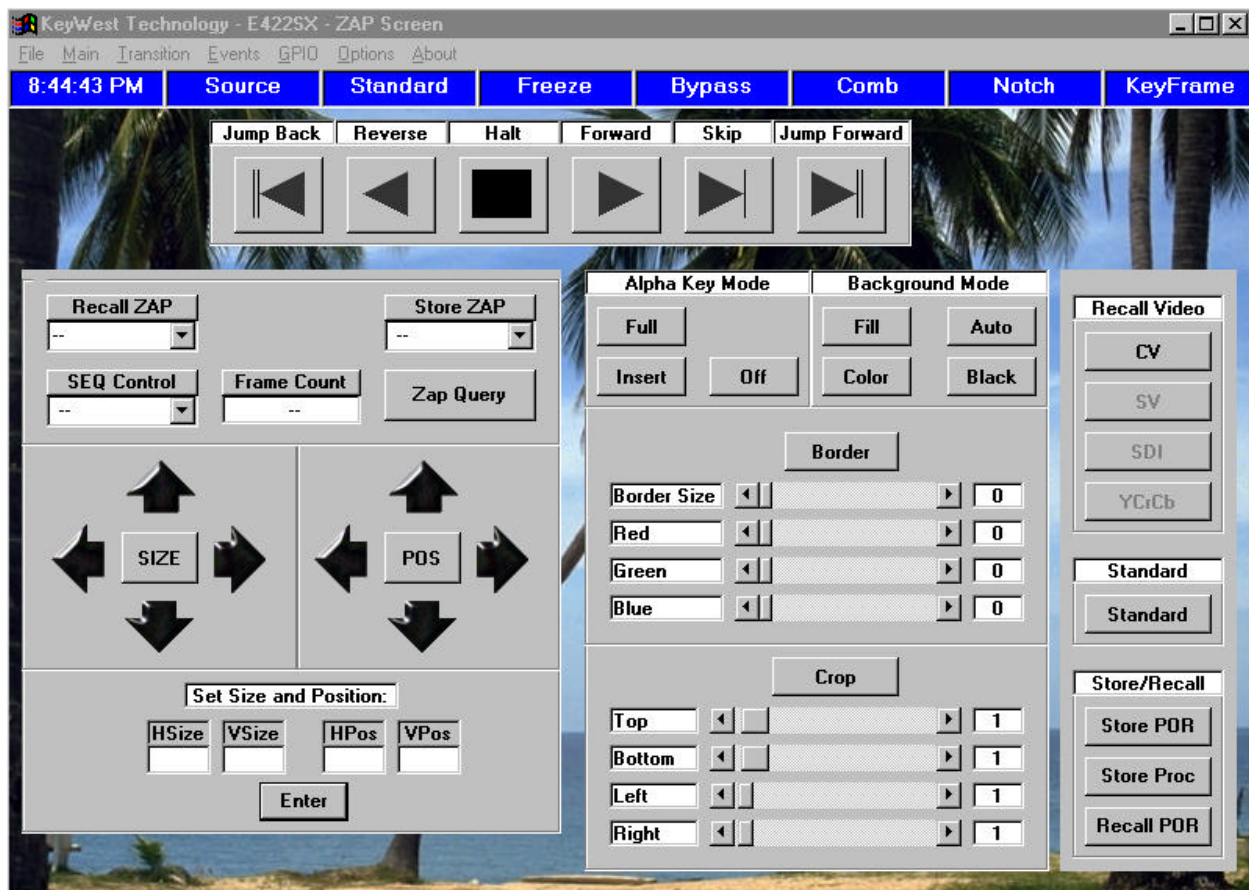 KeyWest Technology - E422SX - ZAP Screen
File Main Transition Events GPIO Options About
8:44:43 PM Source Standard Freeze Bypass Comb Notch KeyFrame
Jump Back Reverse Halt Forward Skip Jump Forward
Recall ZAP Store ZAP
-- --
SEQ Control Frame Count Zap Query
-- --
SIZE POS
Set Size and Position:
HSize VSize HPos VPos
Enter
Alpha Key Mode Background Mode
Full Fill Auto
Insert Off Color Black
Border
Border Size 0
Red 0
Green 0
Blue 0
Crop
Top 1
Bottom 1
Left 1
Right 1
Recall Video
CV
SV
SDI
YCrCb
Standard
Standard
Store/Recall
Store POR
Store Proc
Recall POR